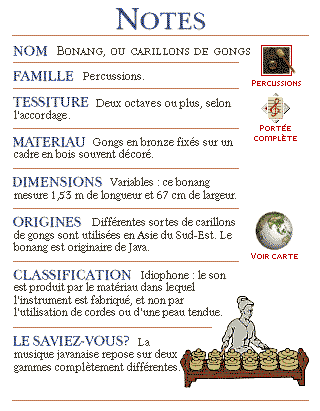 NOTES
NOM BONANG, OU CARILLONS DE GONGS
PERCUSSIONS
FAMILLE Percussions.
TESSITURE Deux octaves ou plus, selon
l'accordage.
PORTÉE
COMPLÈTE
MATERIAU Gongs en bronze fixés sur un
cadre en bois souvent décoré.
DIMENSIONS Variables : ce bonang
mesure 1,53 m de longueur et 67 cm de largeur.
ORIGINES Différentes sortes de carillons
de gongs sont utilisées en Asie du Sud-Est. Le
bonang est originaire de Java.
VOIR CARTE
CLASSIFICATION Idiophone : le son
est produit par le matériau dans lequel
l'instrument est fabriqué, et non par
l'utilisation de cordes ou d'une peau tendue.
LE SAVIEZ-VOUS? La
musique javanaise repose sur deux
gammes complètement différentes.